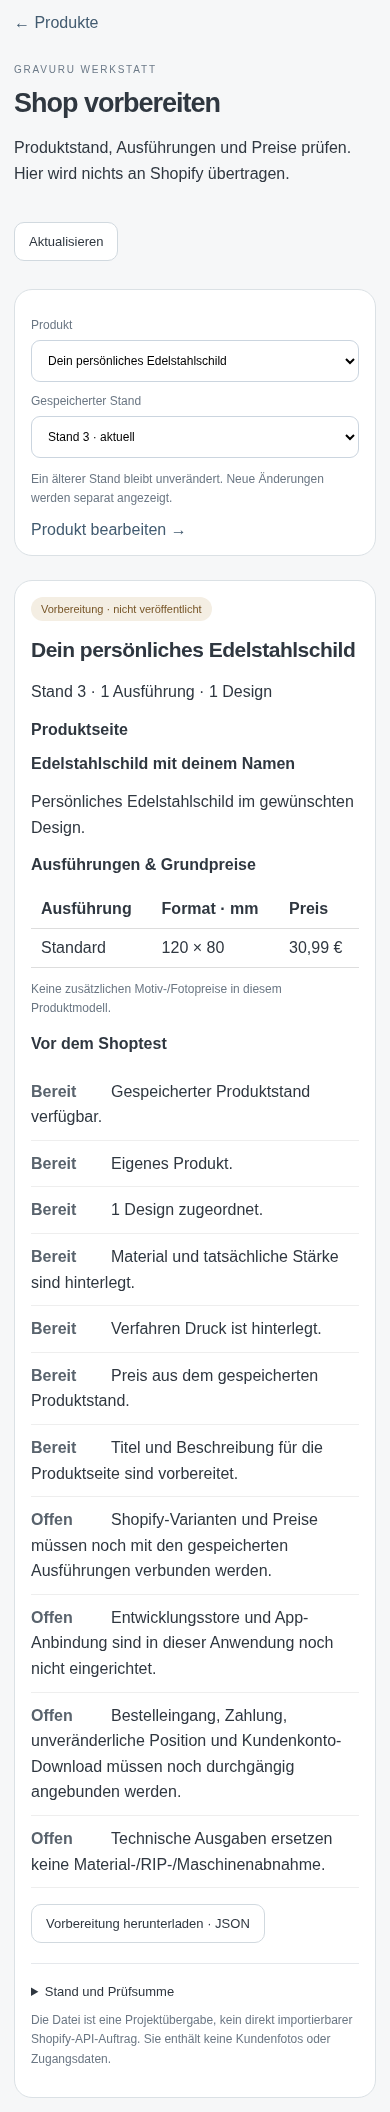 ← Produkte
GRAVURU WERKSTATT
Shop vorbereiten
Produktstand, Ausführungen und Preise prüfen.
Hier wird nichts an Shopify übertragen.
Aktualisieren
Produkt
Dein persönliches Edelstahlschild
Gespeicherter Stand
Stand 3 · aktuell
Ein älterer Stand bleibt unverändert. Neue Änderungen
werden separat angezeigt.
Produkt bearbeiten →
Vorbereitung · nicht veröffentlicht
Dein persönliches Edelstahlschild
Stand 3 · 1 Ausführung · 1 Design
Produktseite
Edelstahlschild mit deinem Namen
Persönliches Edelstahlschild im gewünschten
Design.
Ausführungen & Grundpreise
Ausführung Format · mm Preis
Standard 120 × 80 30,99 €
Keine zusätzlichen Motiv-/Fotopreise in diesem
Produktmodell.
Vor dem Shoptest
Bereit Gespeicherter Produktstand
verfügbar.
Bereit Eigenes Produkt.
Bereit 1 Design zugeordnet.
Bereit Material und tatsächliche Stärke
sind hinterlegt.
Bereit Verfahren Druck ist hinterlegt.
Bereit Preis aus dem gespeicherten
Produktstand.
Bereit Titel und Beschreibung für die
Produktseite sind vorbereitet.
Offen Shopify-Varianten und Preise
müssen noch mit den gespeicherten
Ausführungen verbunden werden.
Offen Entwicklungsstore und App-
Anbindung sind in dieser Anwendung noch
nicht eingerichtet.
Offen Bestelleingang, Zahlung,
unveränderliche Position und Kundenkonto-
Download müssen noch durchgängig
angebunden werden.
Offen Technische Ausgaben ersetzen
keine Material-/RIP-/Maschinenabnahme.
Vorbereitung herunterladen · JSON
▶ Stand und Prüfsumme
Die Datei ist eine Projektübergabe, kein direkt importierbarer
Shopify-API-Auftrag. Sie enthält keine Kundenfotos oder
Zugangsdaten.